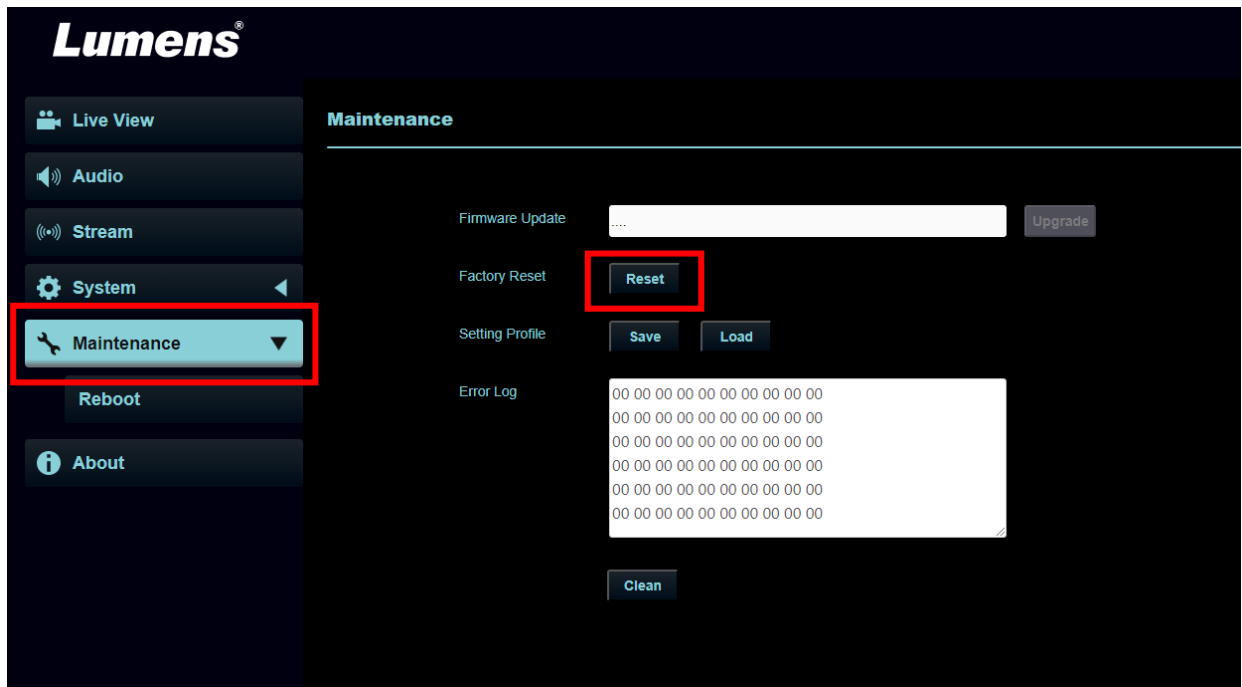 Lumens®
Live View
Audio
Stream
System
Maintenance
Reboot
About
Maintenance
Firmware Update
....
Upgrade
Factory Reset
Reset
Setting Profile
Save
Load
Error Log
00 00 00 00 00 00 00 00 00 00
00 00 00 00 00 00 00 00 00 00
00 00 00 00 00 00 00 00 00 00
00 00 00 00 00 00 00 00 00 00
00 00 00 00 00 00 00 00 00 00
00 00 00 00 00 00 00 00 00 00
Clean